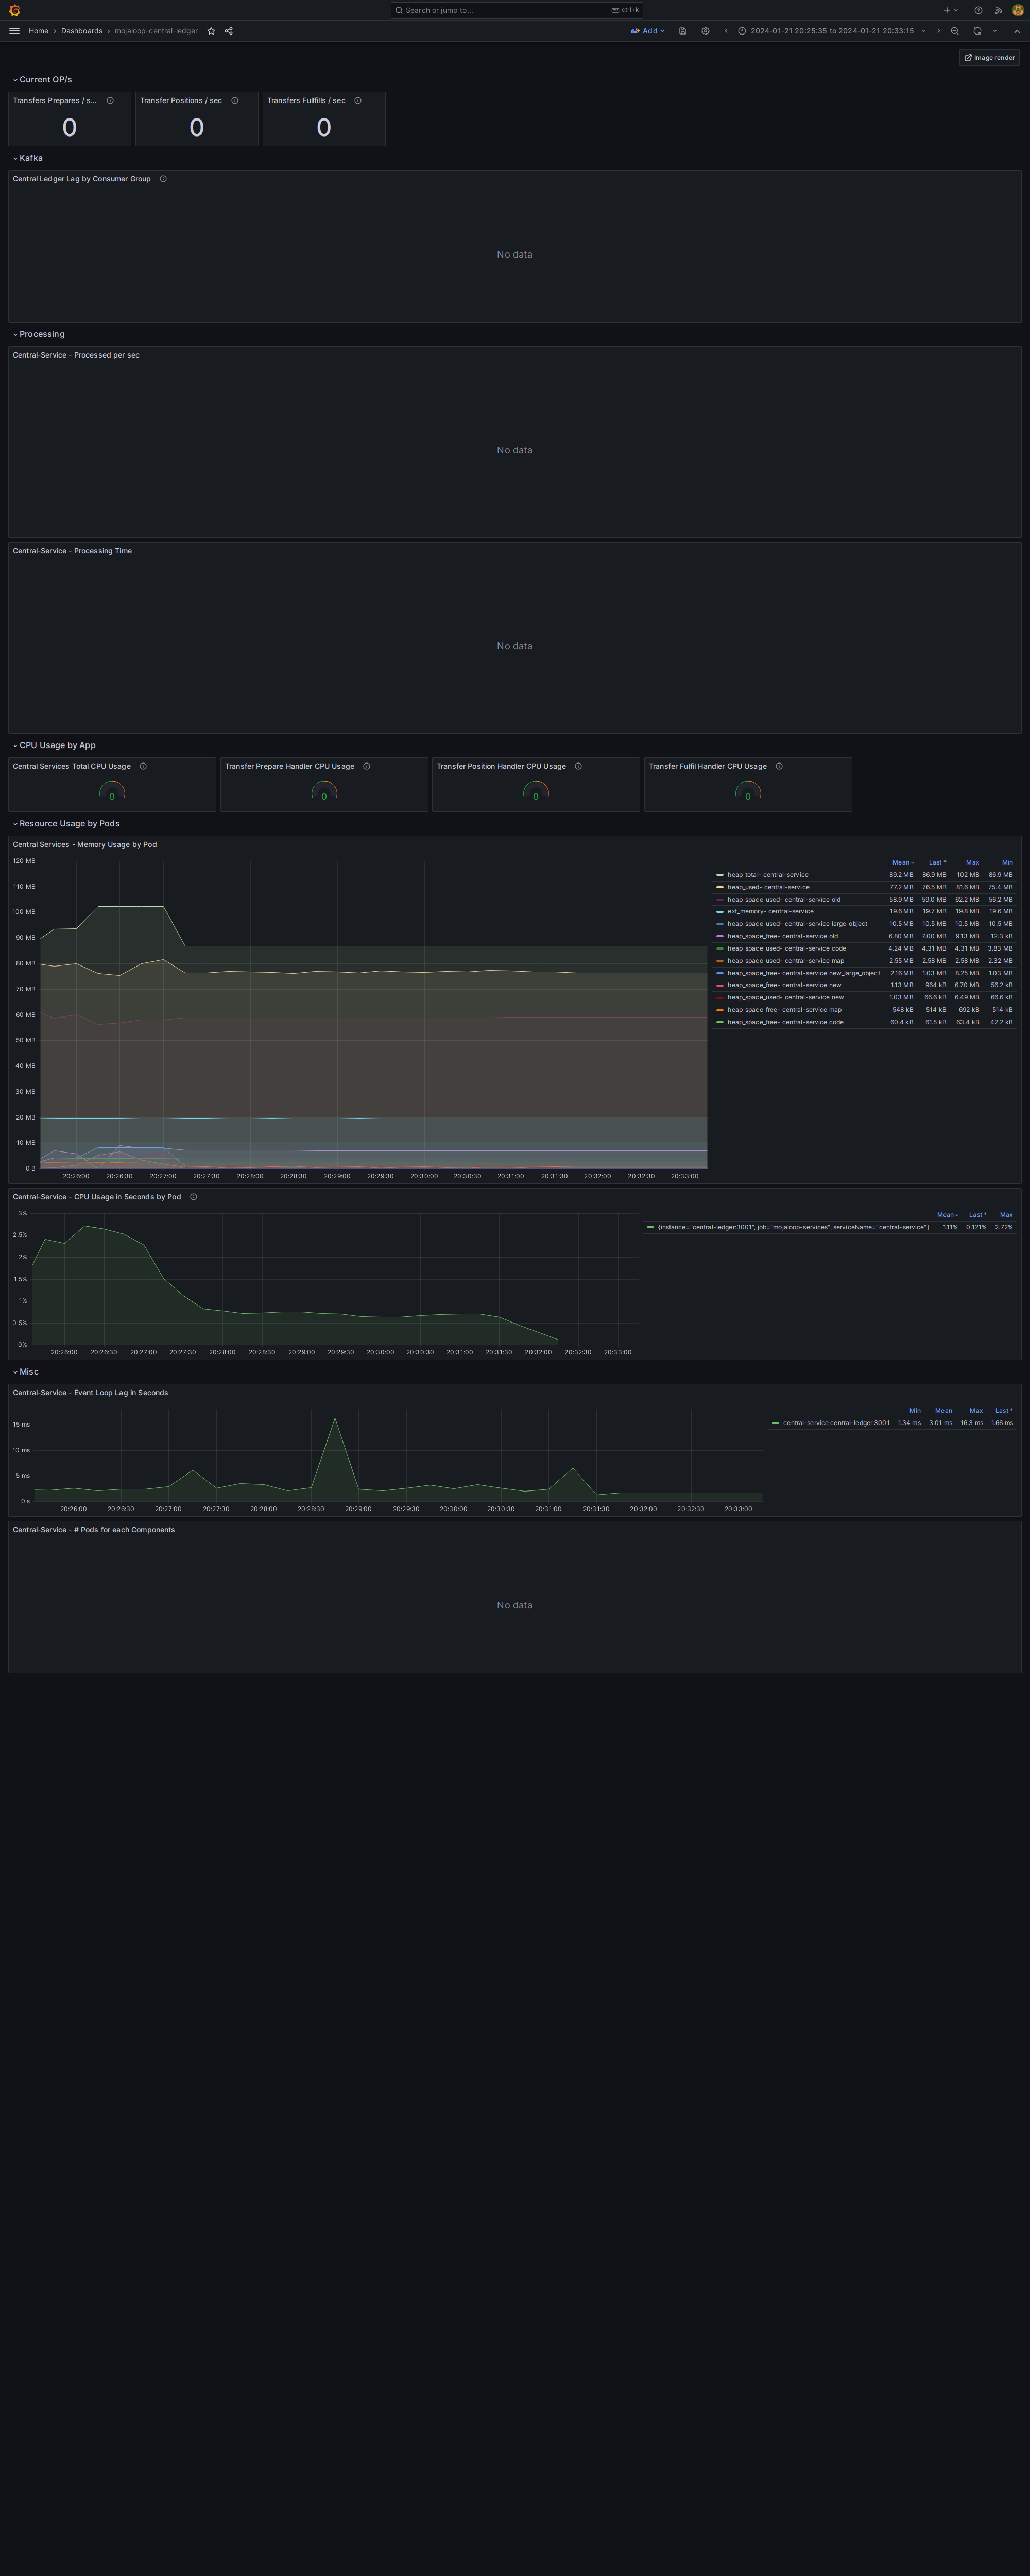 Search or jump to...
ctrl+k
Home › Dashboards › mojaloop-central-ledger
Add
2024-01-21 20:25:35 to 2024-01-21 20:33:15
Image render
Current OP/s
Transfers Prepares / s...
Transfer Positions / sec
Transfers Fullfills / sec
0
0
0
Kafka
Central Ledger Lag by Consumer Group
No data
Processing
Central-Service - Processed per sec
No data
Central-Service - Processing Time
No data
CPU Usage by App
Central Services Total CPU Usage
Transfer Prepare Handler CPU Usage
Transfer Position Handler CPU Usage
Transfer Fulfil Handler CPU Usage
0
0
0
0
Resource Usage by Pods
Central Services - Memory Usage by Pod
120 MB
110 MB
100 MB
90 MB
80 MB
70 MB
60 MB
50 MB
40 MB
30 MB
20 MB
10 MB
0 B
20:26:00 20:26:30 20:27:00 20:27:30 20:28:00 20:28:30 20:29:00 20:29:30 20:30:00 20:30:30 20:31:00 20:31:30 20:32:00 20:32:30 20:33:00
Mean Last * Max Min
heap_total- central-service 89.2 MB 86.9 MB 102 MB 86.9 MB
heap_used- central-service 77.2 MB 76.5 MB 81.6 MB 75.4 MB
heap_space_used- central-service old 58.9 MB 59.0 MB 62.2 MB 56.2 MB
ext_memory- central-service 19.6 MB 19.7 MB 19.8 MB 19.6 MB
heap_space_used- central-service large_object 10.5 MB 10.5 MB 10.5 MB 10.5 MB
heap_space_free- central-service old 6.80 MB 7.00 MB 9.13 MB 12.3 kB
heap_space_used- central-service code 4.24 MB 4.31 MB 4.31 MB 3.83 MB
heap_space_used- central-service map 2.55 MB 2.58 MB 2.58 MB 2.32 MB
heap_space_free- central-service new_large_object 2.16 MB 1.03 MB 8.25 MB 1.03 MB
heap_space_free- central-service new 1.13 MB 964 kB 6.70 MB 56.2 kB
heap_space_used- central-service new 1.03 MB 66.6 kB 6.49 MB 66.6 kB
heap_space_free- central-service map 548 kB 514 kB 692 kB 514 kB
heap_space_free- central-service code 60.4 kB 61.5 kB 63.4 kB 42.2 kB
Central-Service - CPU Usage in Seconds by Pod
3%
2.5%
2%
1.5%
1%
0.5%
0%
20:26:00 20:26:30 20:27:00 20:27:30 20:28:00 20:28:30 20:29:00 20:29:30 20:30:00 20:30:30 20:31:00 20:31:30 20:32:00 20:32:30 20:33:00
Mean Last * Max
{instance="central-ledger:3001", job="mojaloop-services", serviceName="central-service"} 1.11% 0.121% 2.72%
Misc
Central-Service - Event Loop Lag in Seconds
15 ms
10 ms
5 ms
0 s
20:26:00 20:26:30 20:27:00 20:27:30 20:28:00 20:28:30 20:29:00 20:29:30 20:30:00 20:30:30 20:31:00 20:31:30 20:32:00 20:32:30 20:33:00
Min Mean Max Last *
central-service central-ledger:3001 1.34 ms 3.01 ms 16.3 ms 1.66 ms
Central-Service - # Pods for each Components
No data